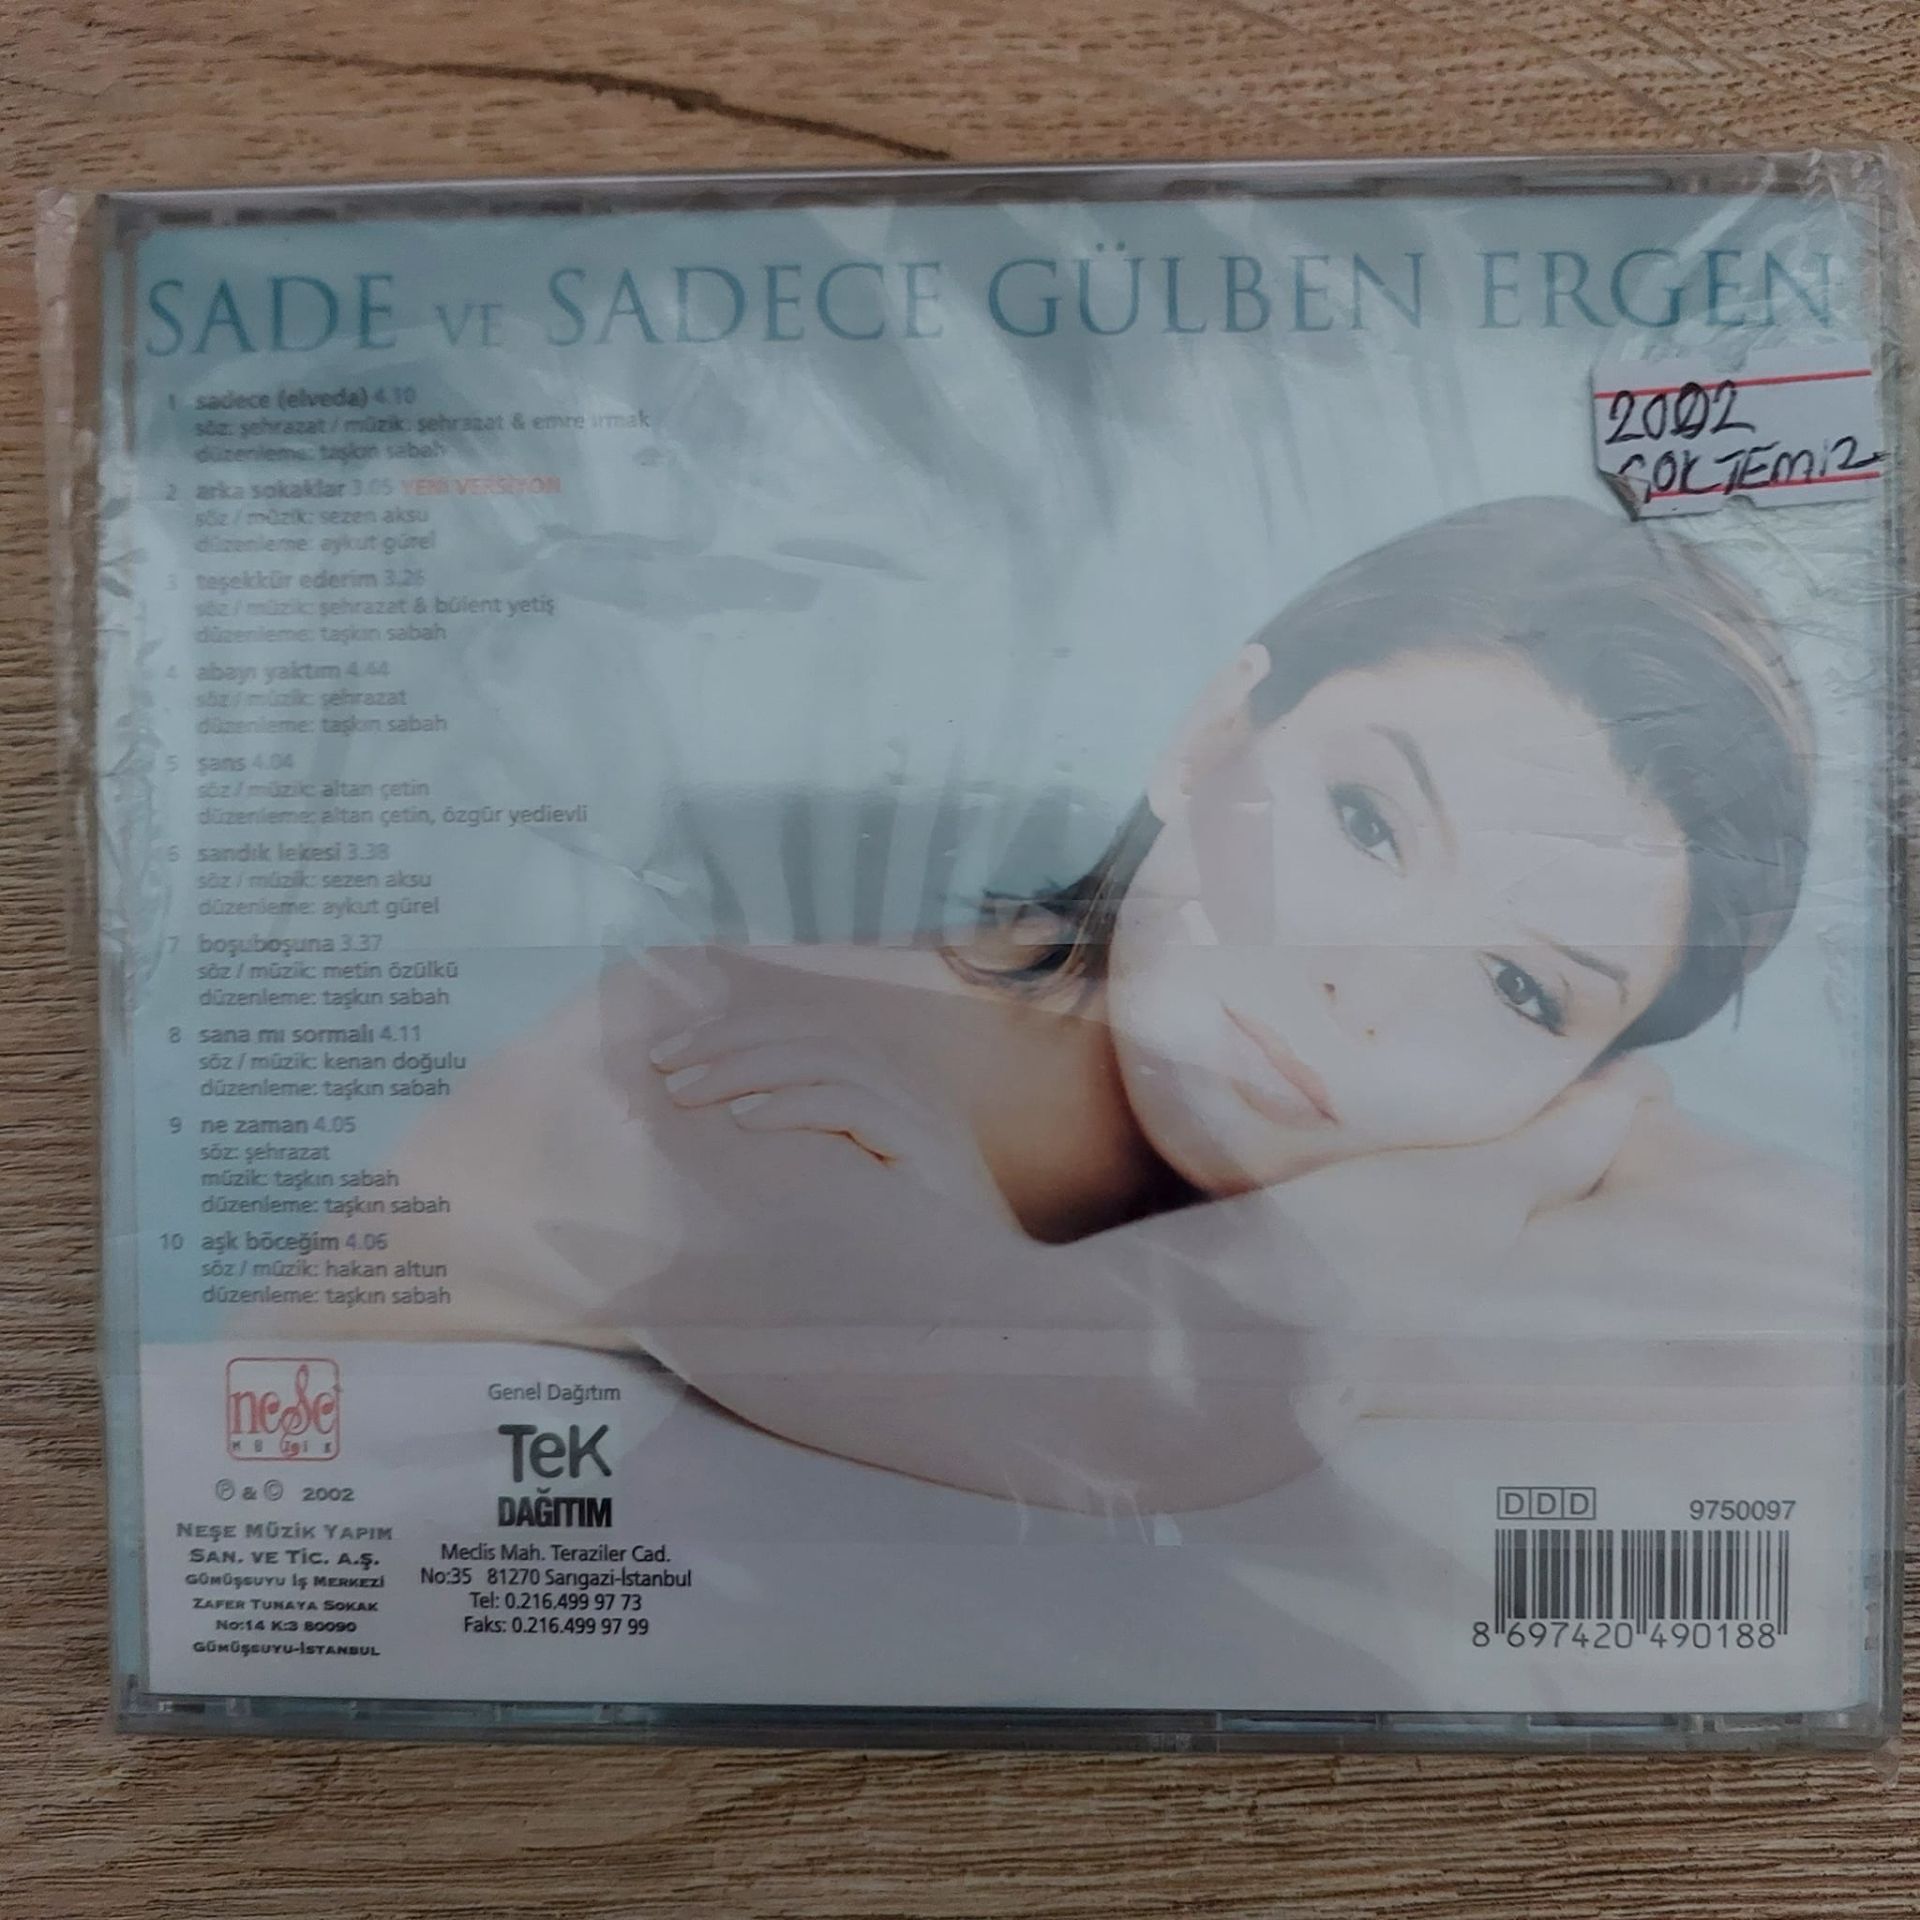 SADE VE SADECE GÜLBEN ERGEN
2002
ÇOK TEMİZ
1 sadece (elveda) 4.10
söz: şehrazat / müzik: şehrazat & emre ırmak
düzenleme: taşkın sabah
2 arka sokaklar 3.05 YENİ VERSİYON
söz / müzik: sezen aksu
düzenleme: aykut gürel
3 teşekkür ederim 3.26
söz / müzik: şehrazat & bülent yetiş
düzenleme: taşkın sabah
4 abayı yaktım 4.44
söz / müzik: şehrazat
düzenleme: taşkın sabah
5 şans 4.04
söz / müzik: altan çetin
düzenleme: altan çetin, özgür yedievli
6 sandık lekesi 3.38
söz / müzik: sezen aksu
düzenleme: aykut gürel
7 boşuboşuna 3.37
söz / müzik: metin özülkü
düzenleme: taşkın sabah
8 sana mı sormalı 4.11
söz / müzik: kenan doğulu
düzenleme: taşkın sabah
9 ne zaman 4.05
söz: şehrazat
müzik: taşkın sabah
düzenleme: taşkın sabah
10 aşk böceğim 4.06
söz / müzik: hakan altun
düzenleme: taşkın sabah
neşe
müzik
℗ & © 2002
NEŞE MÜZİK YAPIM
SAN. VE TİC. A.Ş.
GÜMÜŞSUYU İŞ MERKEZİ
ZAFER TUNAYA SOKAK
NO:14 K:3 80090
GÜMÜŞSUYU-İSTANBUL
Genel Dağıtım
TeK
DAĞITIM
Meclis Mah. Teraziler Cad.
No:35 81270 Sarıgazi-İstanbul
Tel: 0.216.499 97 73
Faks: 0.216.499 97 99
DDD 9750097
8 697420 490188